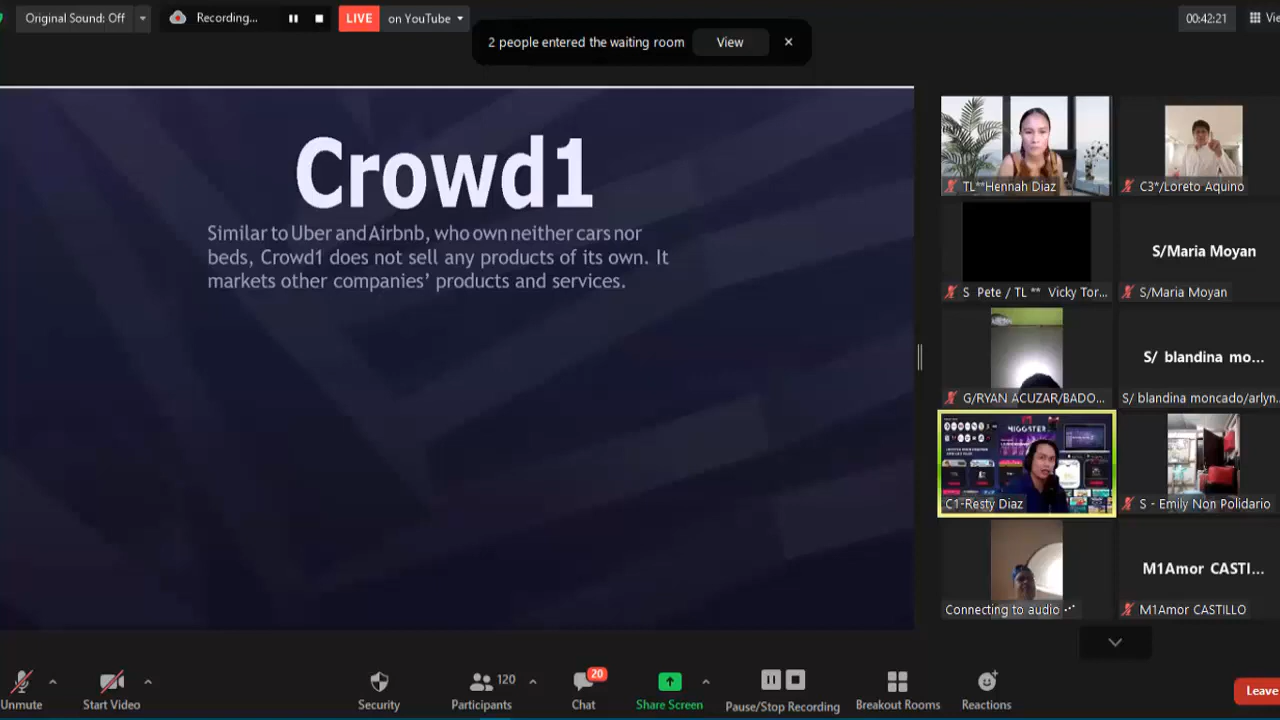 Original Sound: Off
Recording...
LIVE
on YouTube
2 people entered the waiting room
View
00:42:21
Crowd1
Similar to Uber and Airbnb, who own neither cars nor
beds, Crowd1 does not sell any products of its own. It
markets other companies’ products and services.
TL**Hennah Diaz
C3*/Loreto Aquino
S Pete / TL ** Vicky Tor...
S/Maria Moyan
S/Maria Moyan
G/RYAN ACUZAR/BADO...
S/ blandina mo...
S/ blandina moncado/arlyn...
MIGGSTER
C1-Resty Diaz
S - Emily Non Polidario
Connecting to audio
M1Amor CASTI...
M1Amor CASTILLO
Unmute
Start Video
Security
Participants
120
Chat
20
Share Screen
Pause/Stop Recording
Breakout Rooms
Reactions
Leave